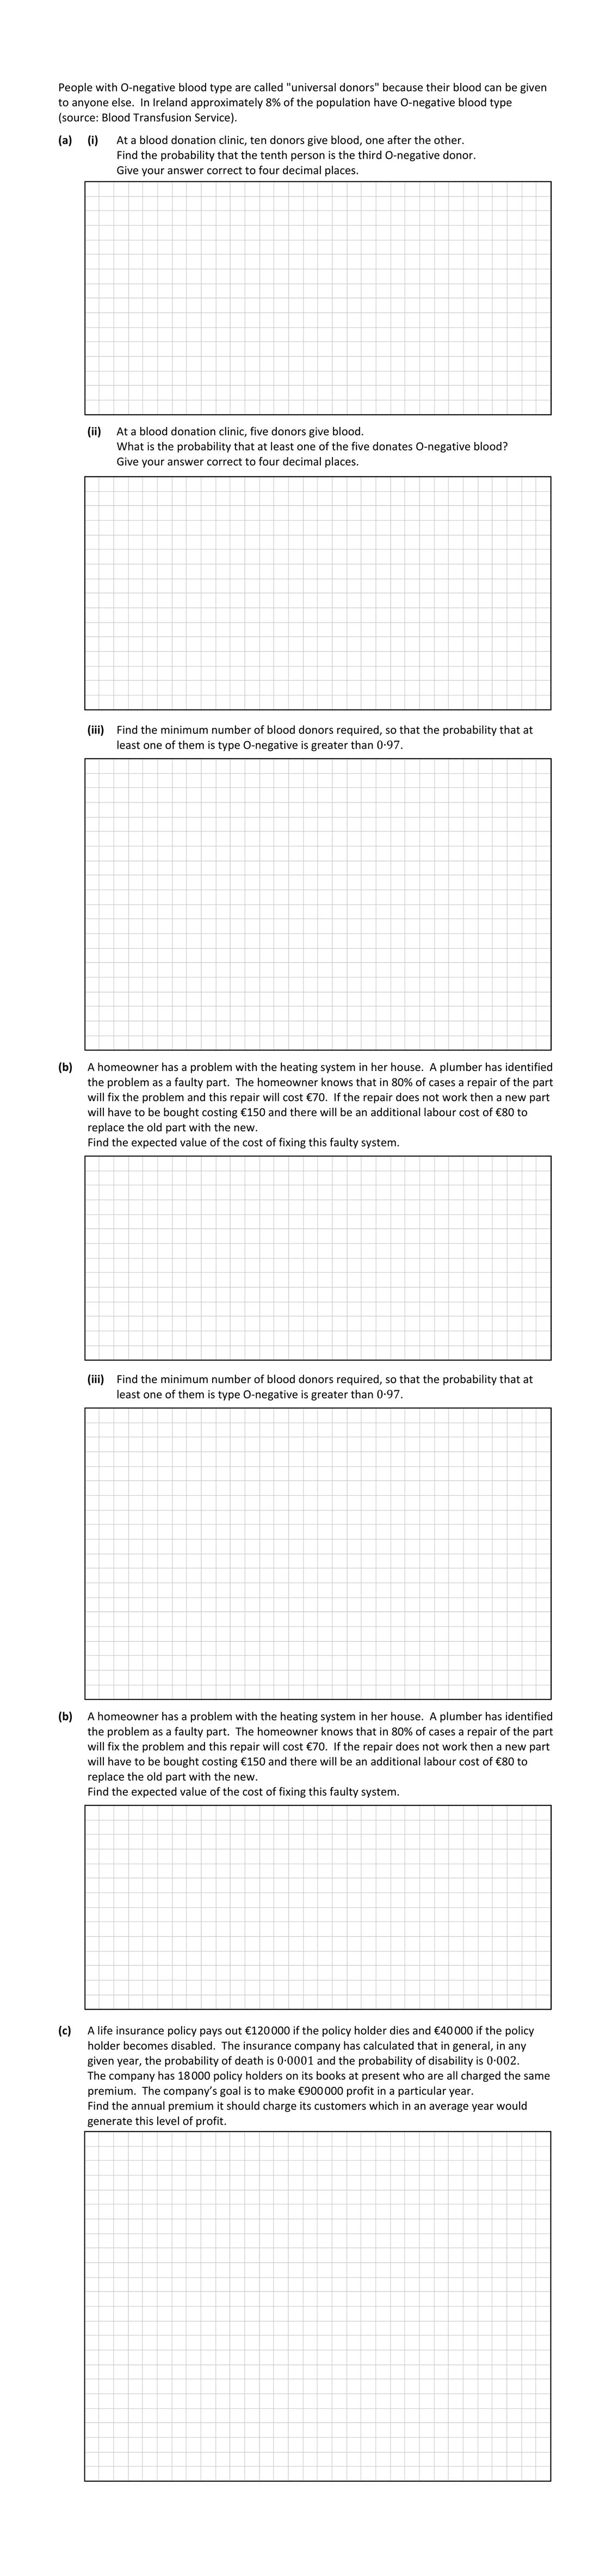 People with O-negative blood type are called "universal donors" because their blood can be given
to anyone else.  In Ireland approximately 8% of the population have O-negative blood type
(source: Blood Transfusion Service).
(a) (i) At a blood donation clinic, ten donors give blood, one after the other.
Find the probability that the tenth person is the third O-negative donor.
Give your answer correct to four decimal places.
(ii) At a blood donation clinic, five donors give blood.
What is the probability that at least one of the five donates O-negative blood?
Give your answer correct to four decimal places.
(iii) Find the minimum number of blood donors required, so that the probability that at
least one of them is type O-negative is greater than 0·97.
(b) A homeowner has a problem with the heating system in her house.  A plumber has identified
the problem as a faulty part.  The homeowner knows that in 80% of cases a repair of the part
will fix the problem and this repair will cost €70.  If the repair does not work then a new part
will have to be bought costing €150 and there will be an additional labour cost of €80 to
replace the old part with the new.
Find the expected value of the cost of fixing this faulty system.
(iii) Find the minimum number of blood donors required, so that the probability that at
least one of them is type O-negative is greater than 0·97.
(b) A homeowner has a problem with the heating system in her house.  A plumber has identified
the problem as a faulty part.  The homeowner knows that in 80% of cases a repair of the part
will fix the problem and this repair will cost €70.  If the repair does not work then a new part
will have to be bought costing €150 and there will be an additional labour cost of €80 to
replace the old part with the new.
Find the expected value of the cost of fixing this faulty system.
(c) A life insurance policy pays out €120 000 if the policy holder dies and €40 000 if the policy
holder becomes disabled.  The insurance company has calculated that in general, in any
given year, the probability of death is 0·0001 and the probability of disability is 0·002.
The company has 18 000 policy holders on its books at present who are all charged the same
premium.  The company's goal is to make €900 000 profit in a particular year.
Find the annual premium it should charge its customers which in an average year would
generate this level of profit.